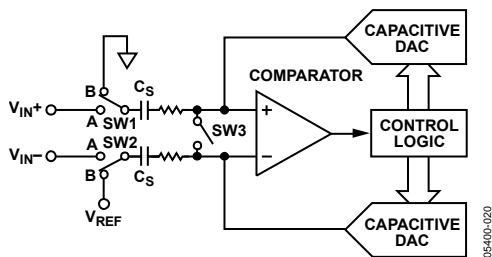 CAPACITIVE
DAC
COMPARATOR
B
CS
VIN+
A
SW1
+
SW3
CONTROL
LOGIC
VIN–
A
SW2
–
B
CS
VREF
CAPACITIVE
DAC
05400-020